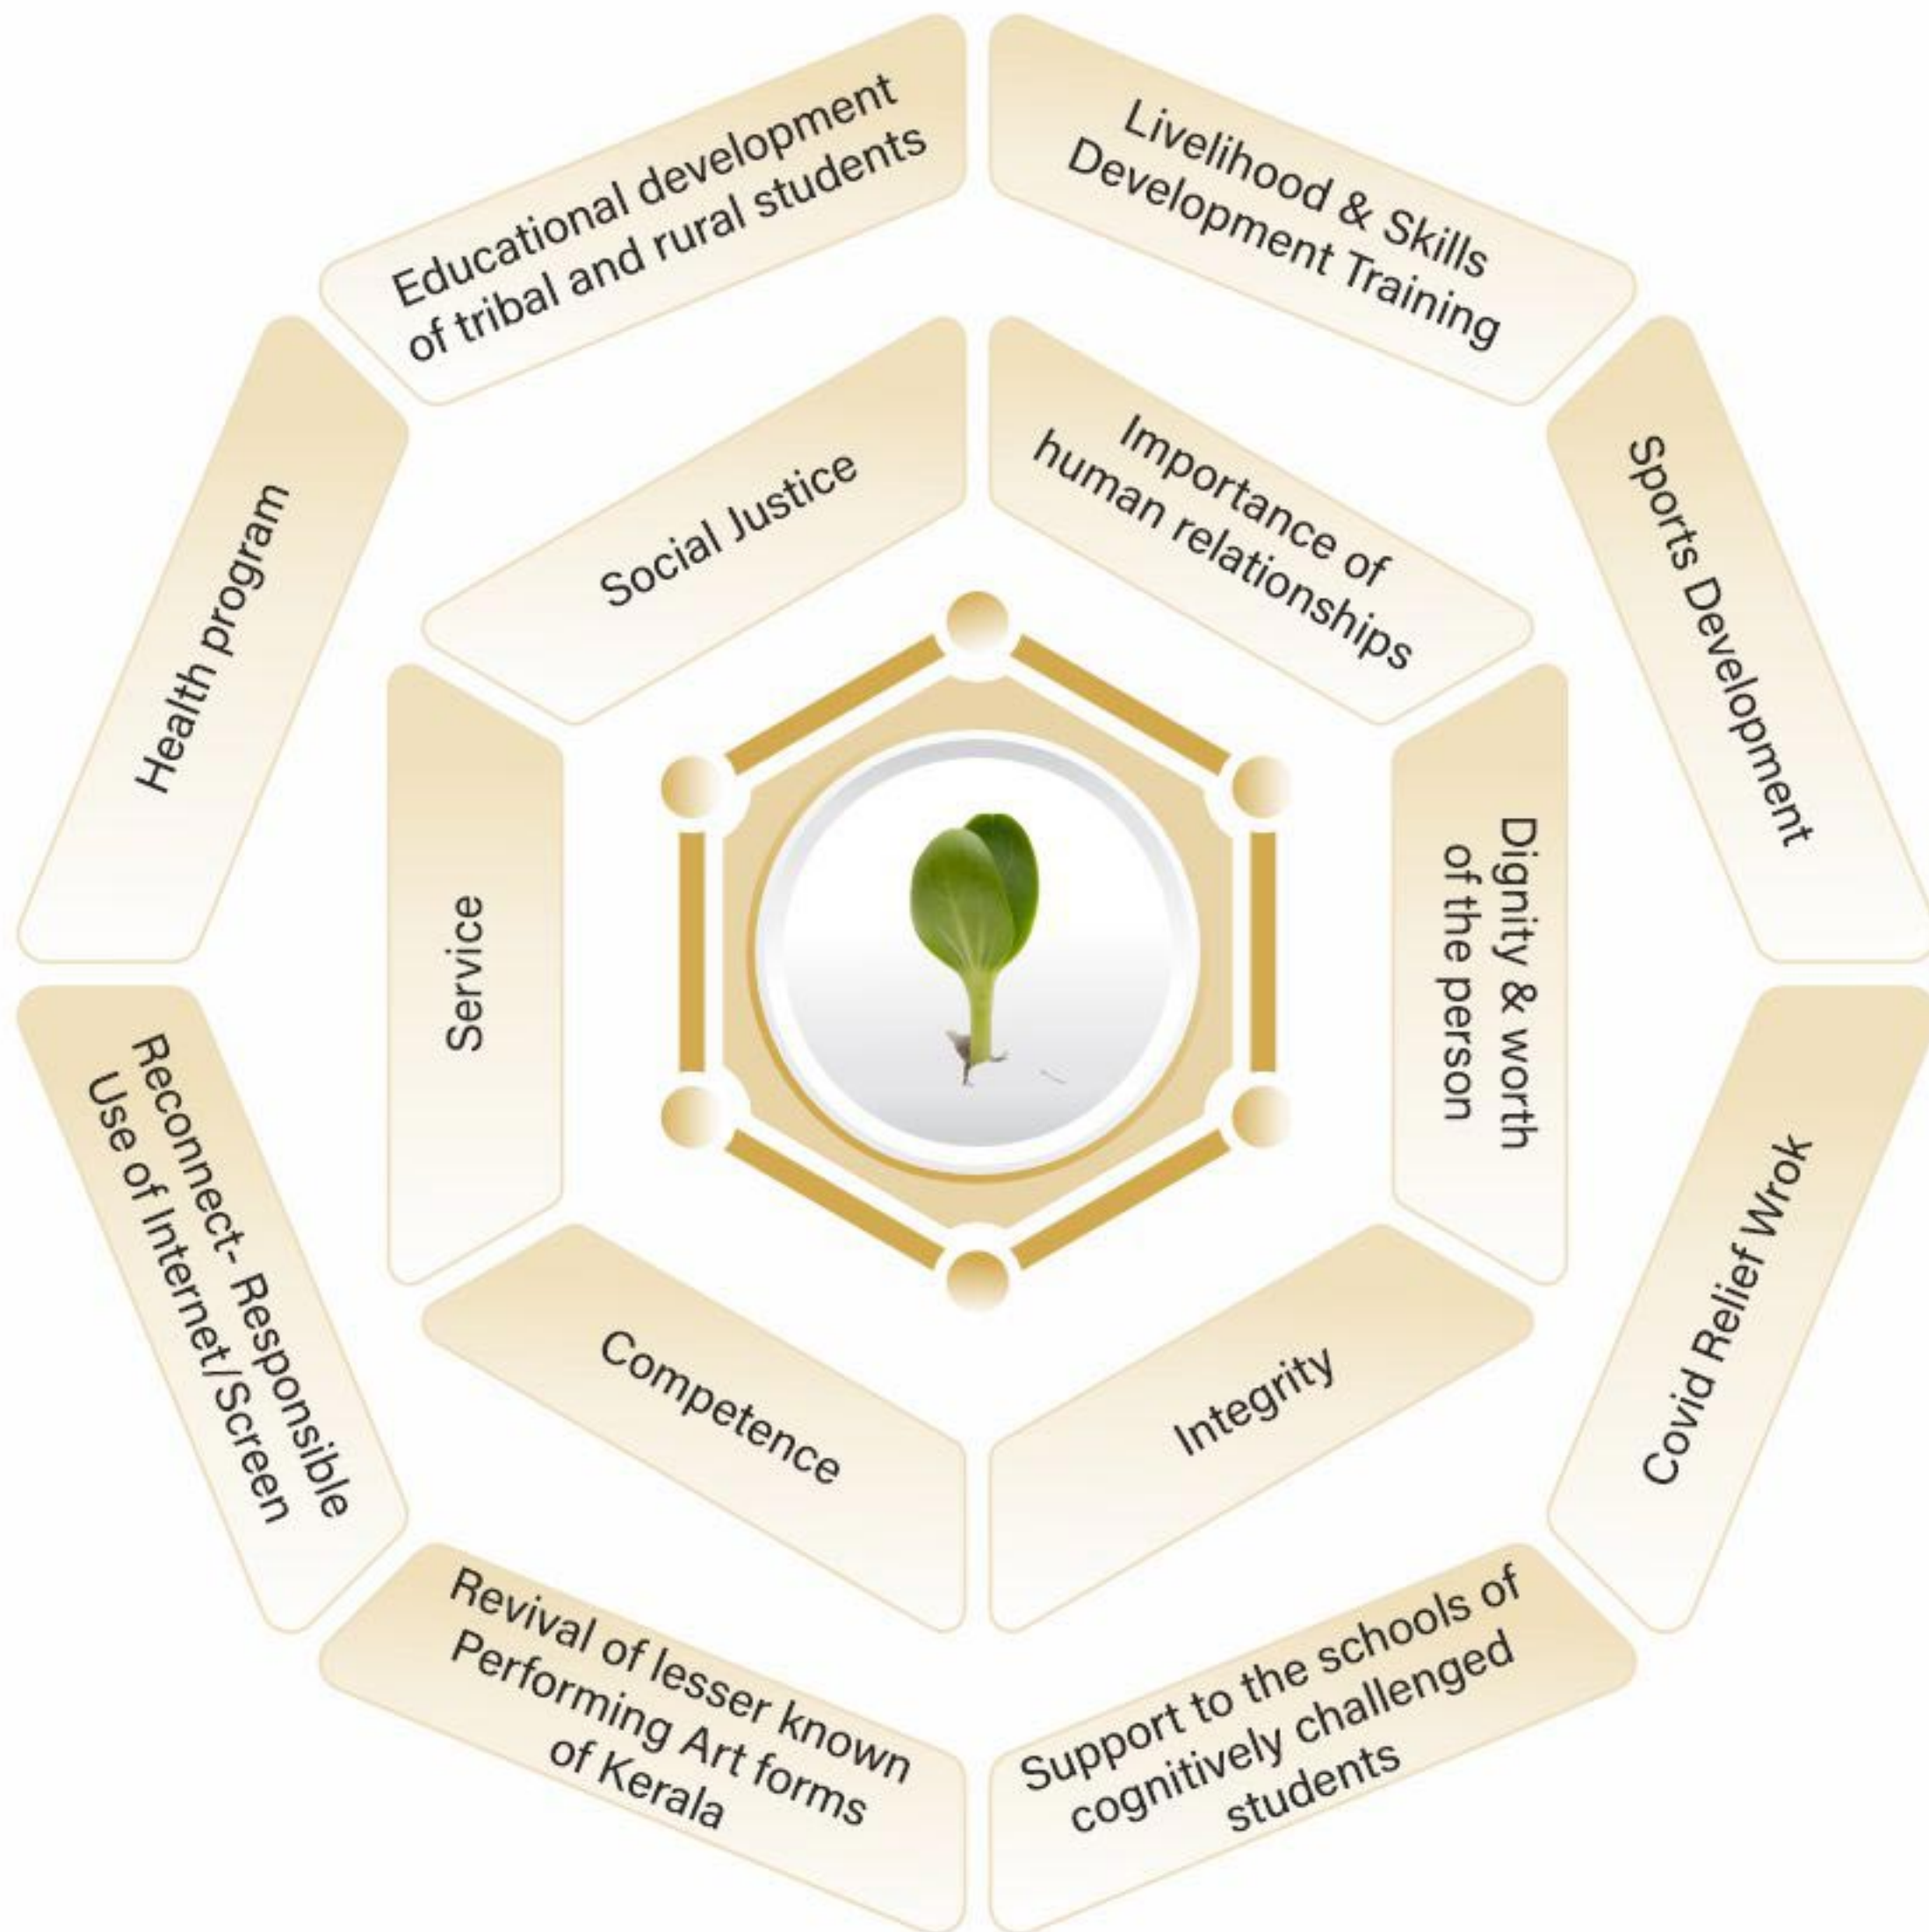 Educational development
of tribal and rural students
Livelihood & Skills
Development Training
Sports Development
Covid Relief Wrok
Support to the schools of
cognitively challenged
students
Revival of lesser known
Performing Art forms
of Kerala
Reconnect- Responsible
Use of Internet/Screen
Health program
Social Justice
Importance of
human relationships
Dignity & worth
of the person
Integrity
Competence
Service